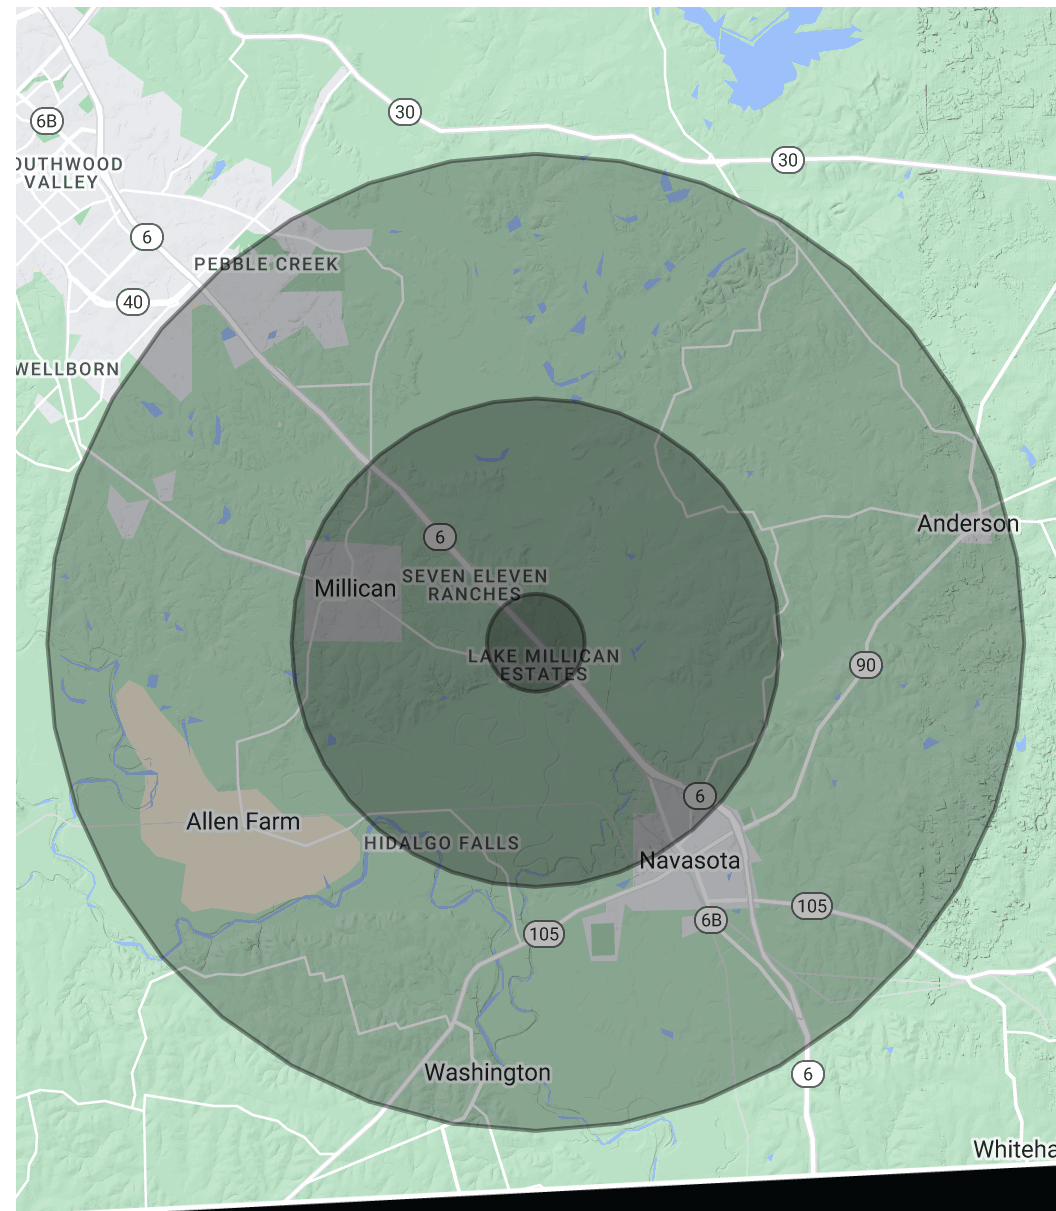 30
6B
OUTHWOOD
VALLEY
30
6
PEBBLE CREEK
40
WELLBORN
Anderson
6
SEVEN ELEVEN
RANCHES
Millican
LAKE MILLICAN
ESTATES
90
6
Allen Farm
HIDALGO FALLS
Navasota
105
6B
105
Washington
6
Whiteha